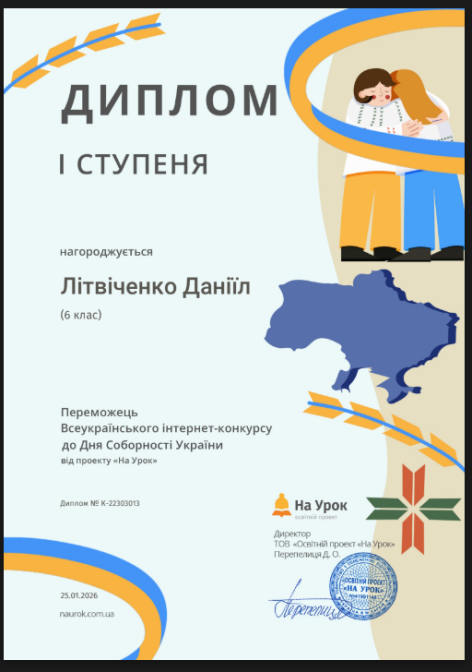 ДИПЛОМ
І СТУПЕНЯ
нагороджується
Літвіченко Данііл
(6 клас)
Переможець
Всеукраїнського інтернет-конкурсу
до Дня Соборності України
від проекту «На Урок»
Диплом № К-22303013
На Урок
освітній проект
Директор
ТОВ «Освітній проект «На Урок»
Перепелиця Д. О.
ОСВІТНІЙ ПРОЕКТ
«НА УРОК»
25.01.2026
naurok.com.ua